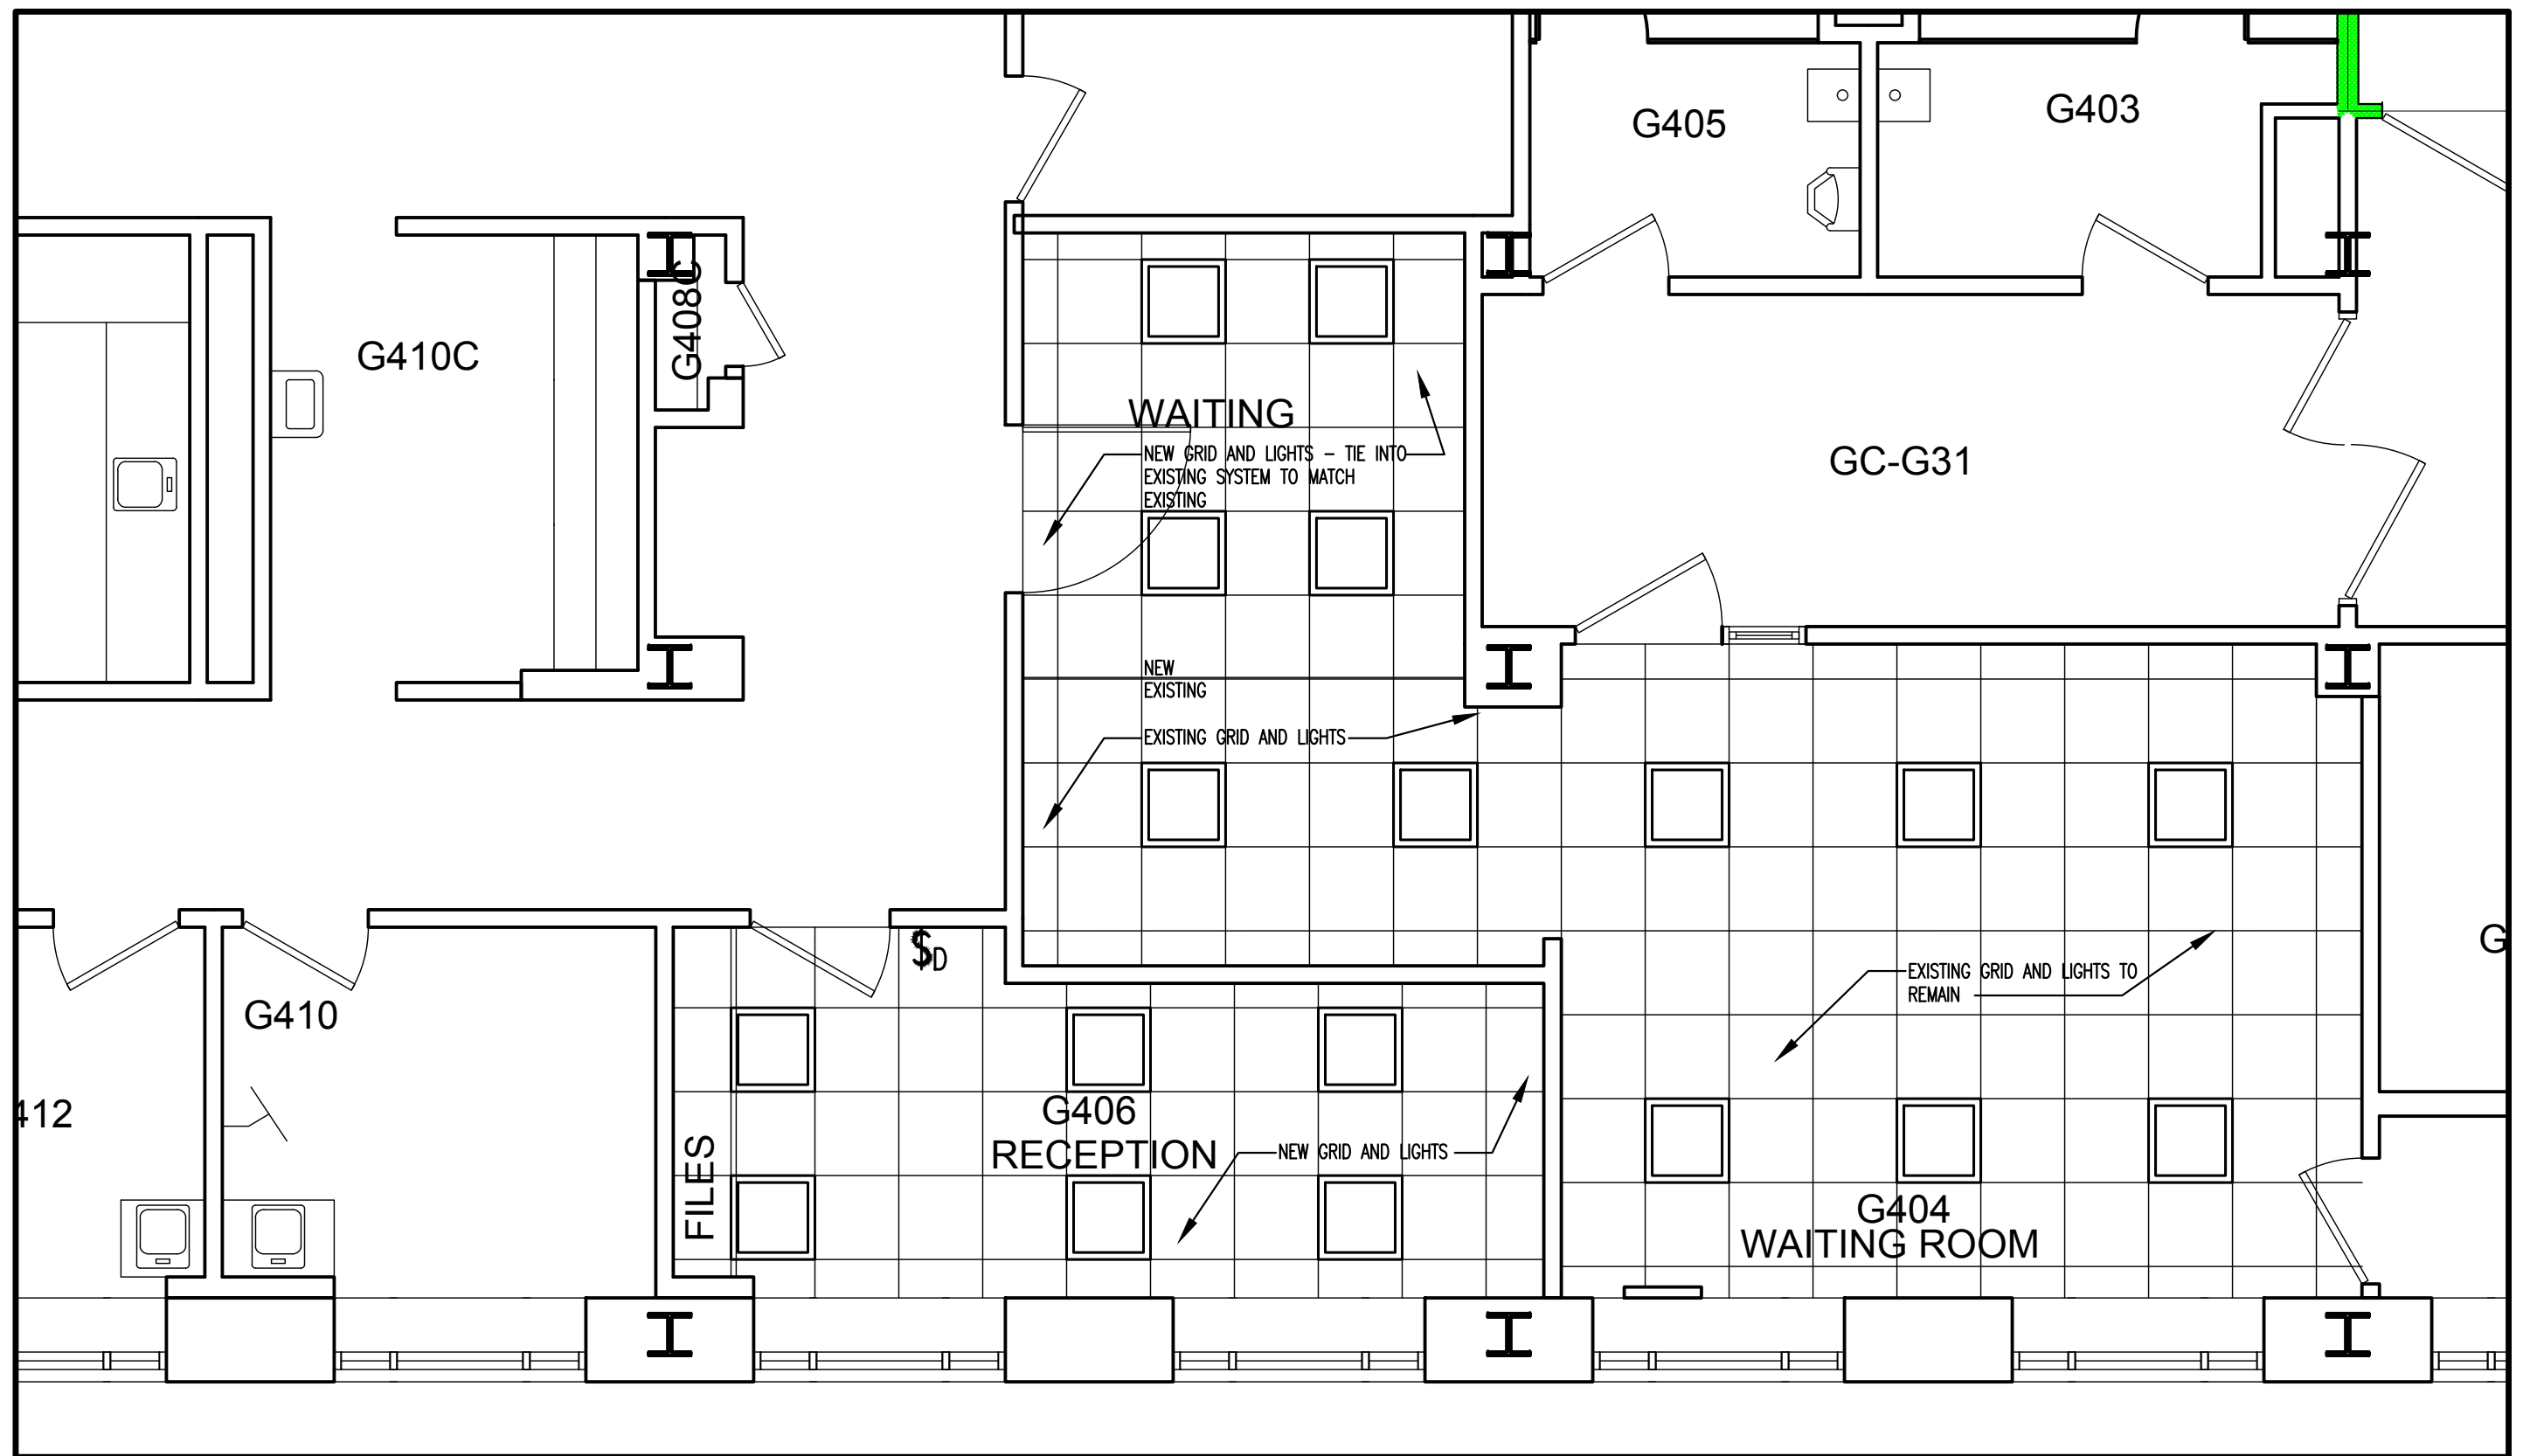 G405
G403
G410C
G408C
WAITING
NEW GRID AND LIGHTS – TIE INTO
EXISTING SYSTEM TO MATCH
EXISTING
GC-G31
NEW
EXISTING
EXISTING GRID AND LIGHTS
G
$D
EXISTING GRID AND LIGHTS TO
REMAIN
G410
412
FILES
G406
RECEPTION
NEW GRID AND LIGHTS
G404
WAITING ROOM